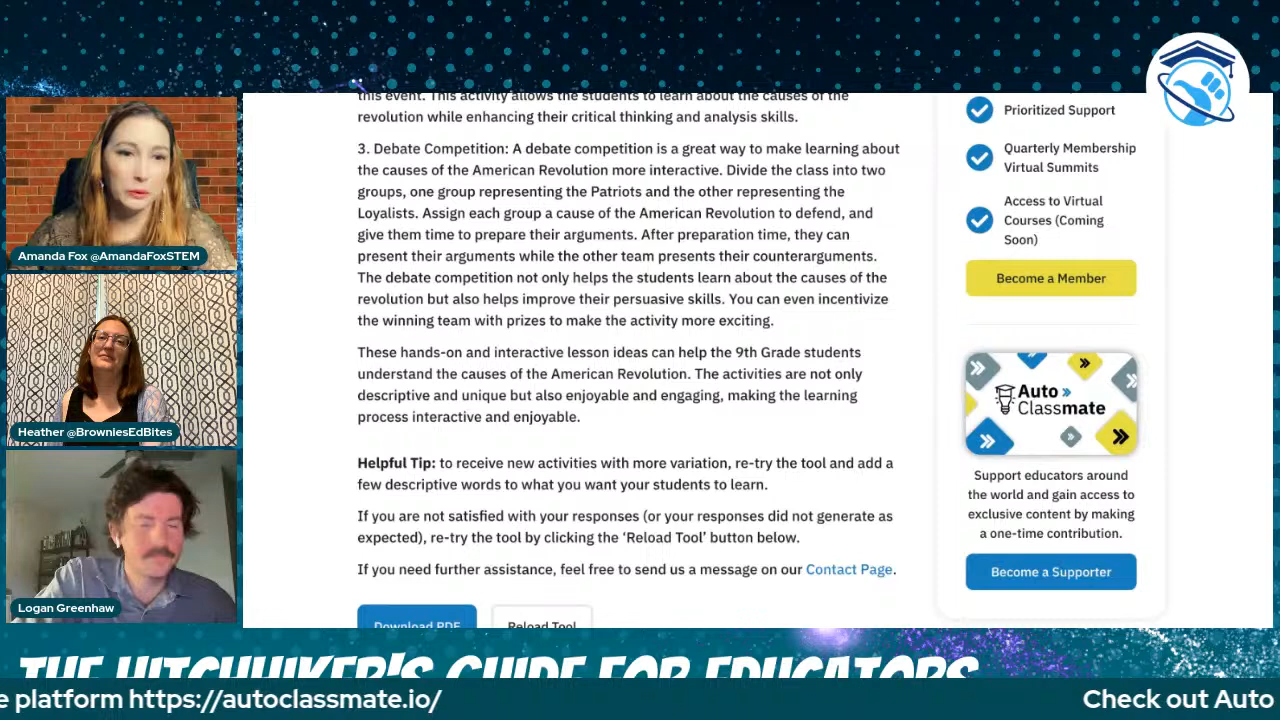 Amanda Fox @AmandaFoxSTEM
Heather @BrowniesEdBites
Logan Greenhaw
this event. This activity allows the students to learn about the causes of the
revolution while enhancing their critical thinking and analysis skills.
3. Debate Competition: A debate competition is a great way to make learning about
the causes of the American Revolution more interactive. Divide the class into two
groups, one group representing the Patriots and the other representing the
Loyalists. Assign each group a cause of the American Revolution to defend, and
give them time to prepare their arguments. After preparation time, they can
present their arguments while the other team presents their counterarguments.
The debate competition not only helps the students learn about the causes of the
revolution but also helps improve their persuasive skills. You can even incentivize
the winning team with prizes to make the activity more exciting.
These hands-on and interactive lesson ideas can help the 9th Grade students
understand the causes of the American Revolution. The activities are not only
descriptive and unique but also enjoyable and engaging, making the learning
process interactive and enjoyable.
Helpful Tip: to receive new activities with more variation, re-try the tool and add a
few descriptive words to what you want your students to learn.
If you are not satisfied with your responses (or your responses did not generate as
expected), re-try the tool by clicking the ‘Reload Tool’ button below.
If you need further assistance, feel free to send us a message on our Contact Page.
Download PDF
Reload Tool
Prioritized Support
Quarterly Membership
Virtual Summits
Access to Virtual
Courses (Coming
Soon)
Become a Member
Auto
Classmate
Support educators around
the world and gain access to
exclusive content by making
a one-time contribution.
Become a Supporter
THE HITCHHIKER'S GUIDE FOR EDUCATORS
e platform https://autoclassmate.io/
Check out Auto